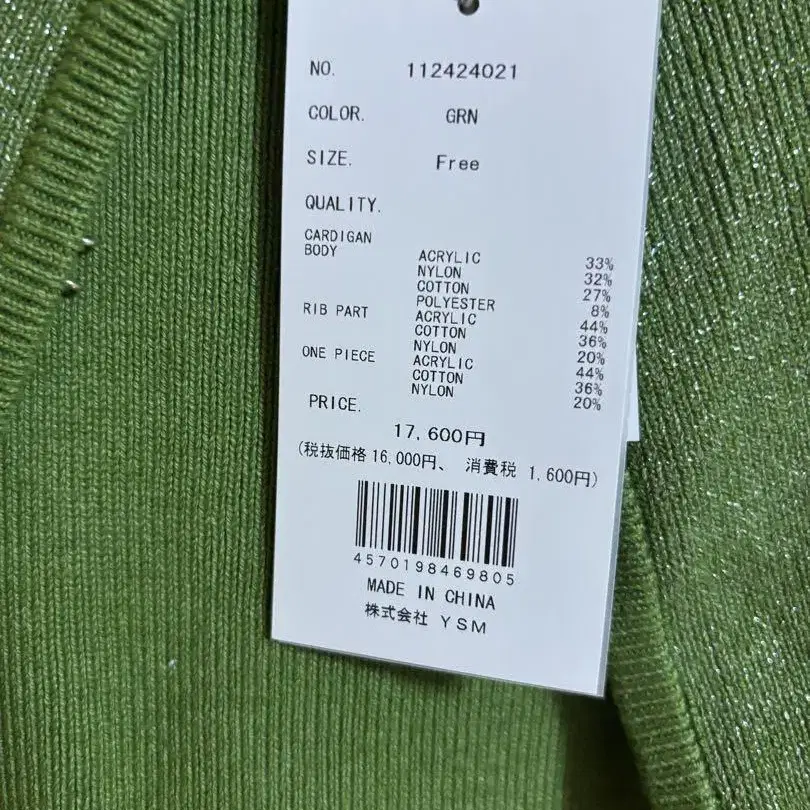 NO. 112424021
COLOR. GRN
SIZE. Free
QUALITY.
CARDIGAN
BODY ACRYLIC 33%
NYLON 32%
COTTON 27%
POLYESTER 8%
RIB PART ACRYLIC 44%
COTTON 36%
NYLON 20%
ONE PIECE ACRYLIC 44%
COTTON 36%
NYLON 20%
PRICE.
17,600円
(税抜価格 16,000円、 消費税 1,600円)
4570198469805
MADE IN CHINA
株式会社 YSM